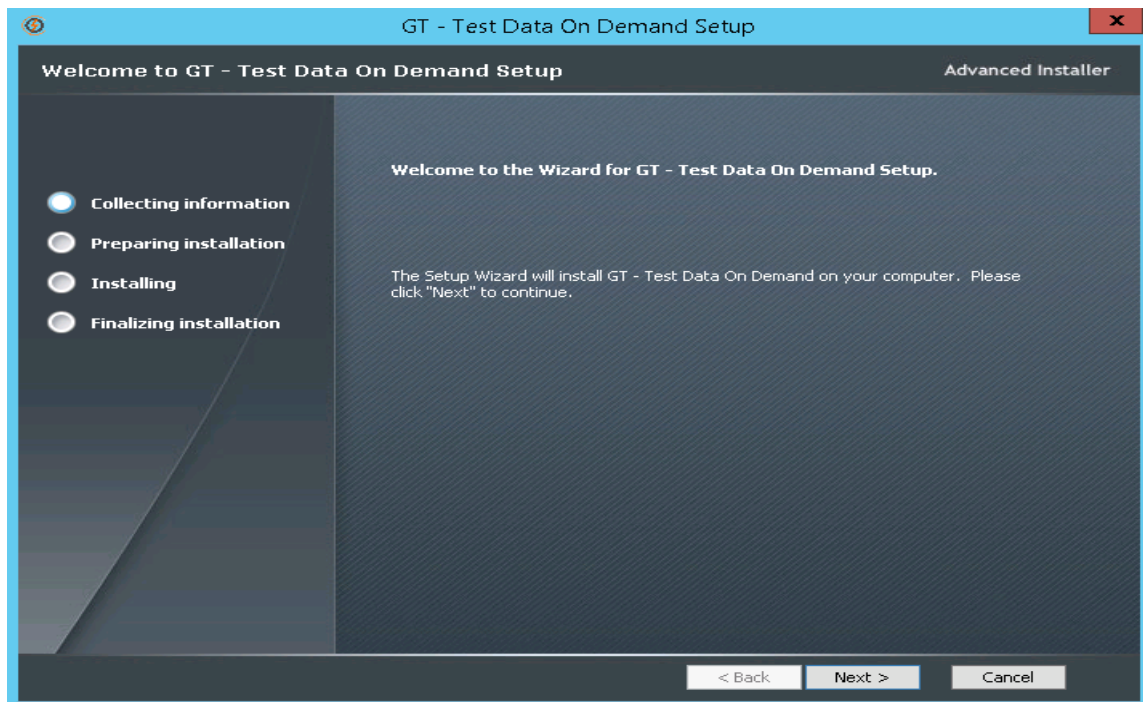 GT - Test Data On Demand Setup
x
Welcome to GT - Test Data On Demand Setup
Advanced Installer
Welcome to the Wizard for GT - Test Data On Demand Setup.
Collecting information
Preparing installation
Installing
Finalizing installation
The Setup Wizard will install GT - Test Data On Demand on your computer.  Please
click "Next" to continue.
< Back
Next >
Cancel